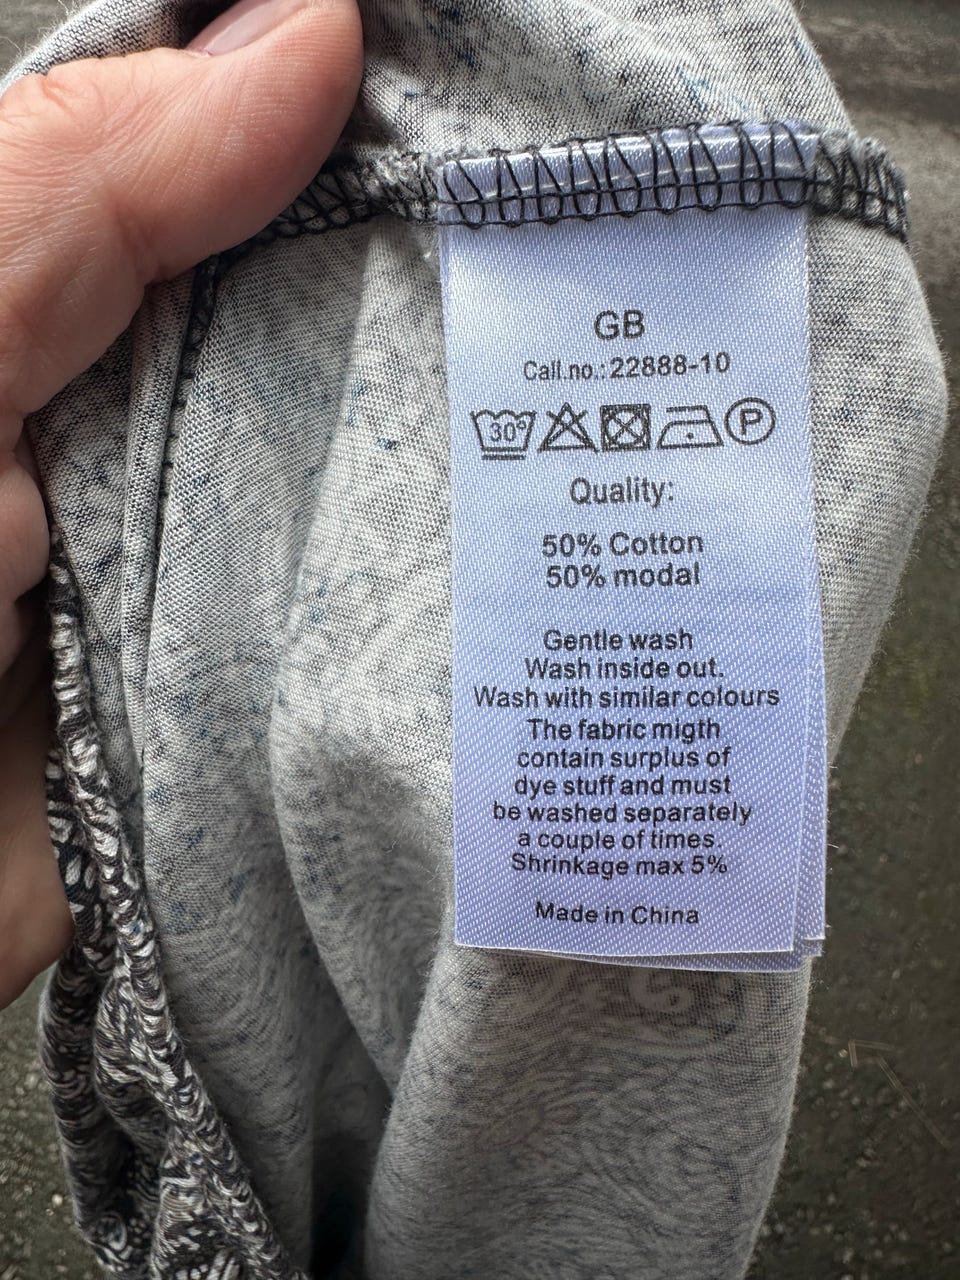 GB
Call.no.: 22888-10
30° P
Quality:
50% Cotton
50% modal
Gentle wash
Wash inside out.
Wash with similar colours
The fabric migth
contain surplus of
dye stuff and must
be washed separately
a couple of times.
Shrinkage max 5%
Made in China